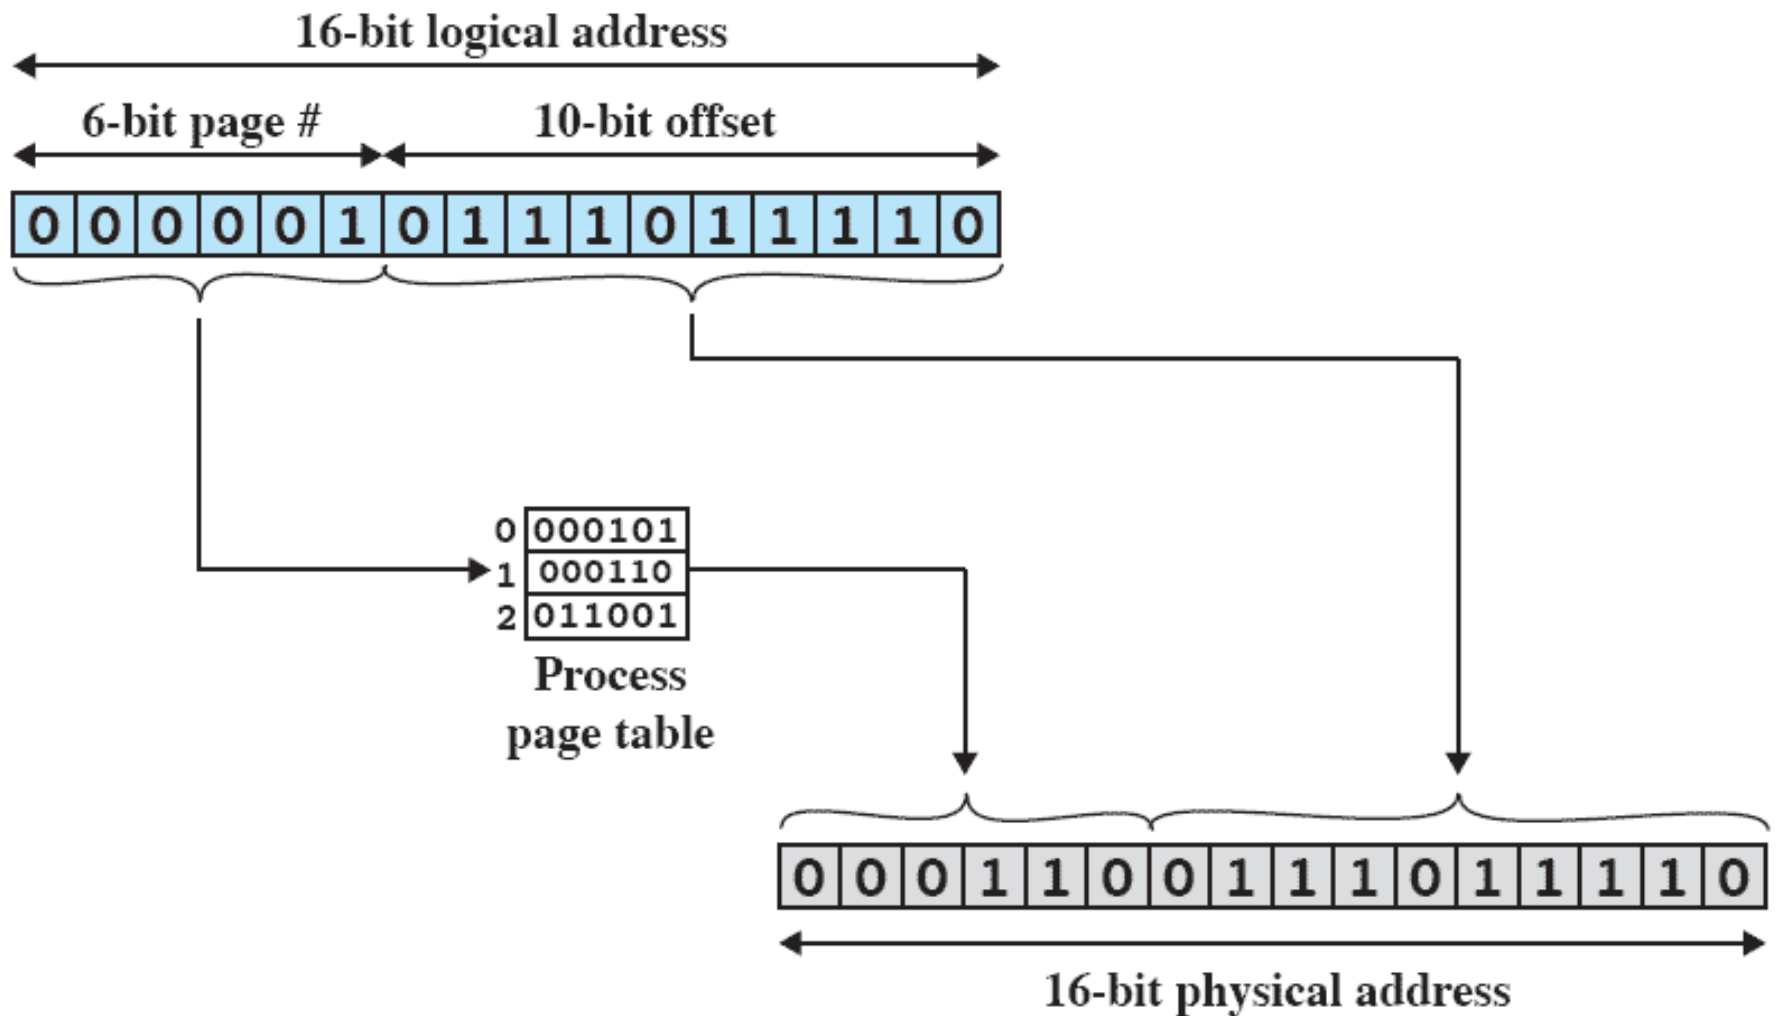 16-bit logical address
6-bit page # 10-bit offset
0 0 0 0 0 1 0 1 1 1 0 1 1 1 1 0
0 000101
1 000110
2 011001
Process
page table
0 0 0 1 1 0 0 1 1 1 0 1 1 1 1 0
16-bit physical address